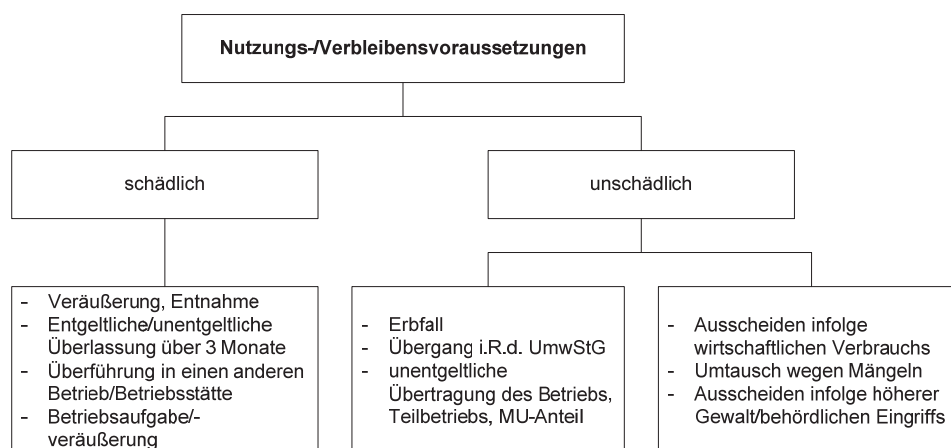 Nutzungs-/Verbleibensvoraussetzungen
schädlich
unschädlich
- Veräußerung, Entnahme
- Entgeltliche/unentgeltliche
Überlassung über 3 Monate
- Überführung in einen anderen
Betrieb/Betriebsstätte
- Betriebsaufgabe/-
veräußerung
- Erbfall
- Übergang i.R.d. UmwStG
- unentgeltliche
Übertragung des Betriebs,
Teilbetriebs, MU-Anteil
- Ausscheiden infolge
wirtschaftlichen Verbrauchs
- Umtausch wegen Mängeln
- Ausscheiden infolge höherer
Gewalt/behördlichen Eingriffs